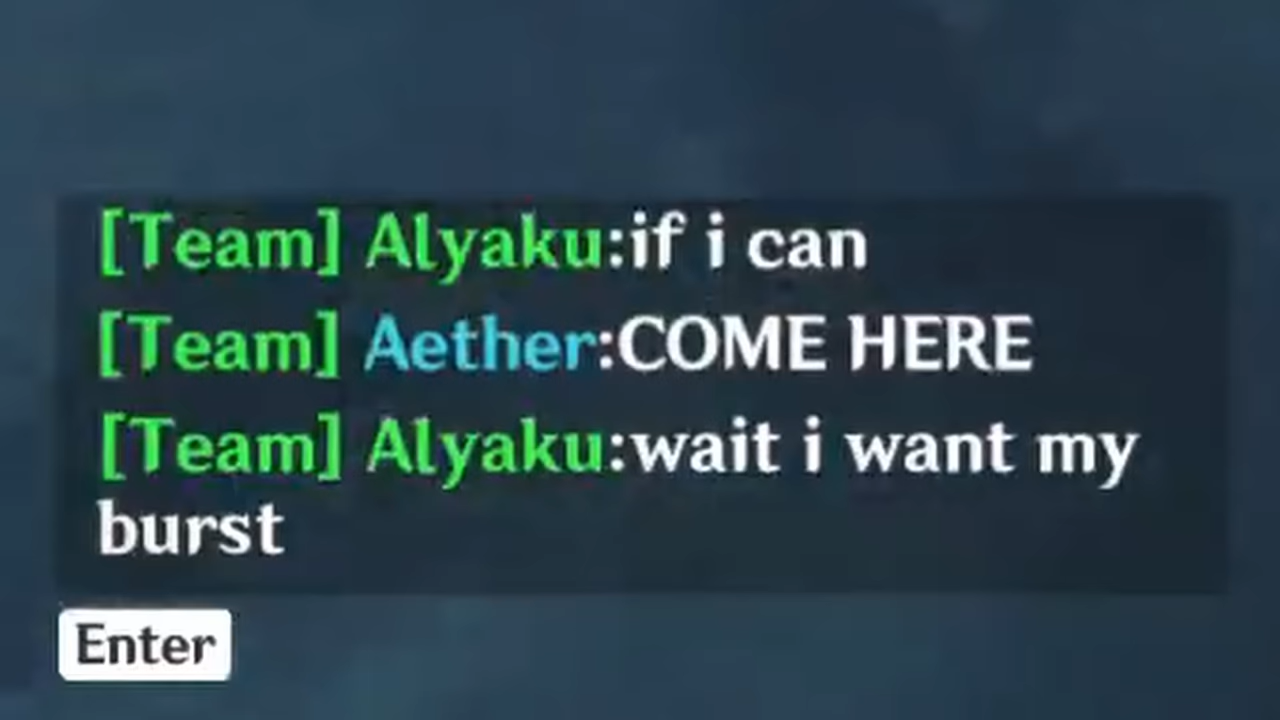 [Team] Alyaku:if i can
[Team] Aether:COME HERE
[Team] Alyaku:wait i want my
burst
Enter